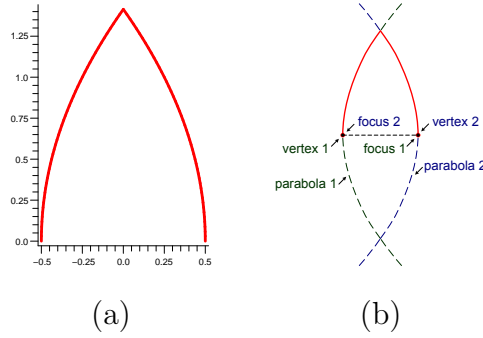 1.25
1.0
0.75
0.5
0.25
0.0
−0.5
−0.25
0.0
0.25
0.5
(a)
focus 2
vertex 2
vertex 1
focus 1
parabola 2
parabola 1
(b)